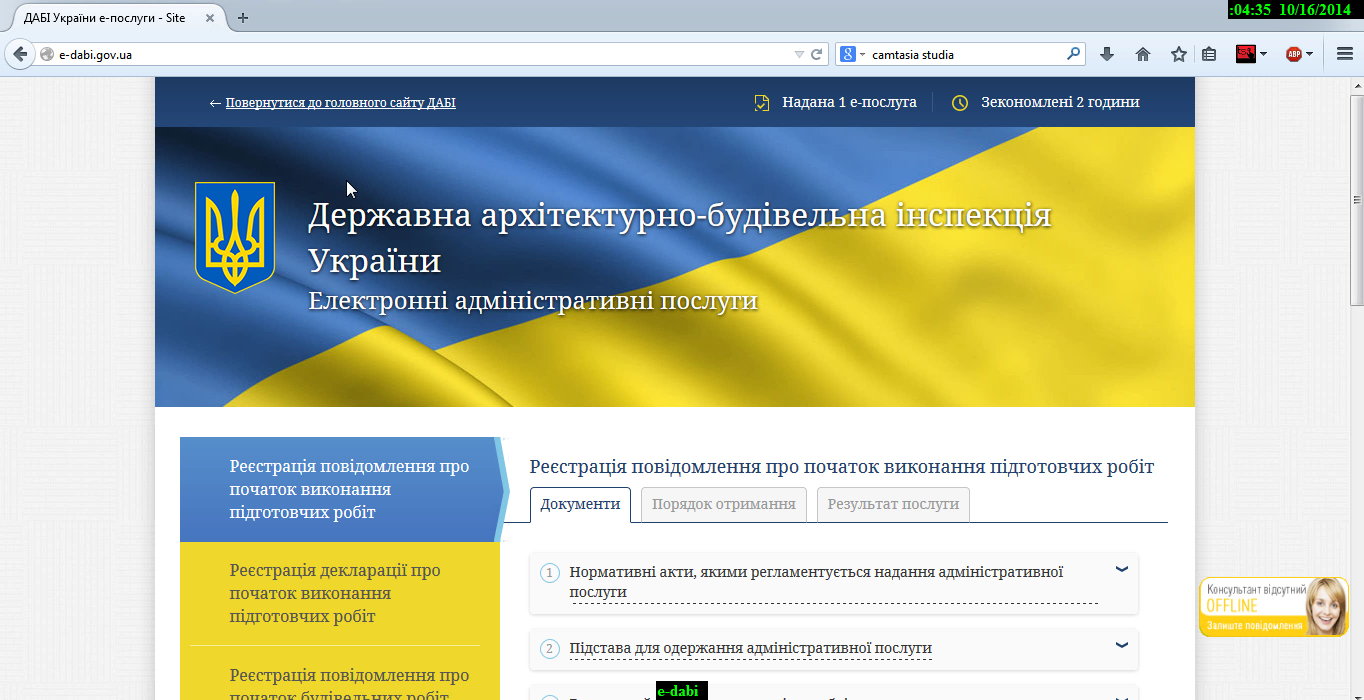 ДАБІ України е-послуги - Site
:04:35 10/16/2014
e-dabi.gov.ua
camtasia studia
ABP
Повернутися до головного сайту ДАБІ
Надана 1 е-послуга
Зекономлені 2 години
Державна архітектурно-будівельна інспекція
України
Електронні адміністративні послуги
Реєстрація повідомлення про
початок виконання
підготовчих робіт
Реєстрація декларації про
початок виконання
підготовчих робіт
Реєстрація повідомлення про
початок будівельних робіт
Реєстрація повідомлення про початок виконання підготовчих робіт
Документи
Порядок отримання
Результат послуги
1 Нормативні акти, якими регламентується надання адміністративної
послуги
2 Підстава для одержання адміністративної послуги
Консультант відсутний
OFFLINE
Залиште повідомлення
e-dabi